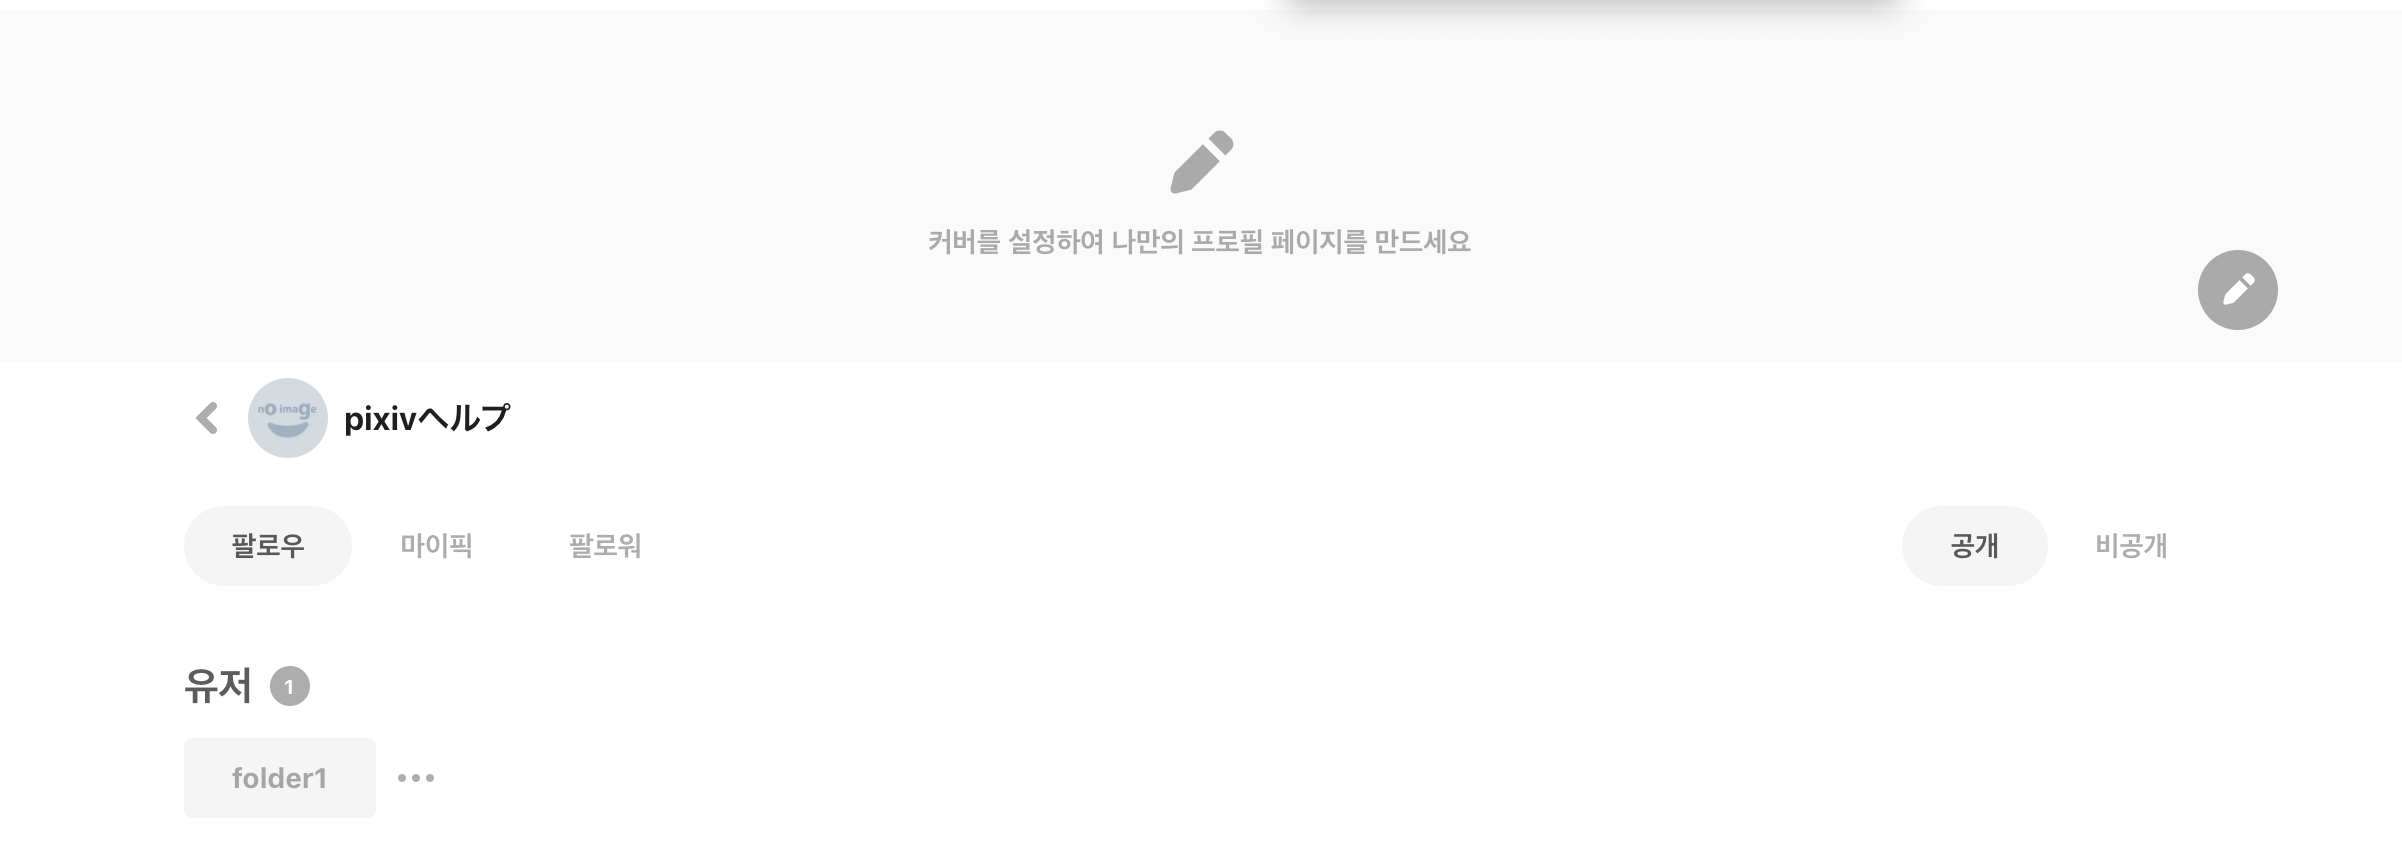 커버를 설정하여 나만의 프로필 페이지를 만드세요
no image
pixivヘルプ
팔로우 마이픽 팔로워 공개 비공개
유저 1
folder1